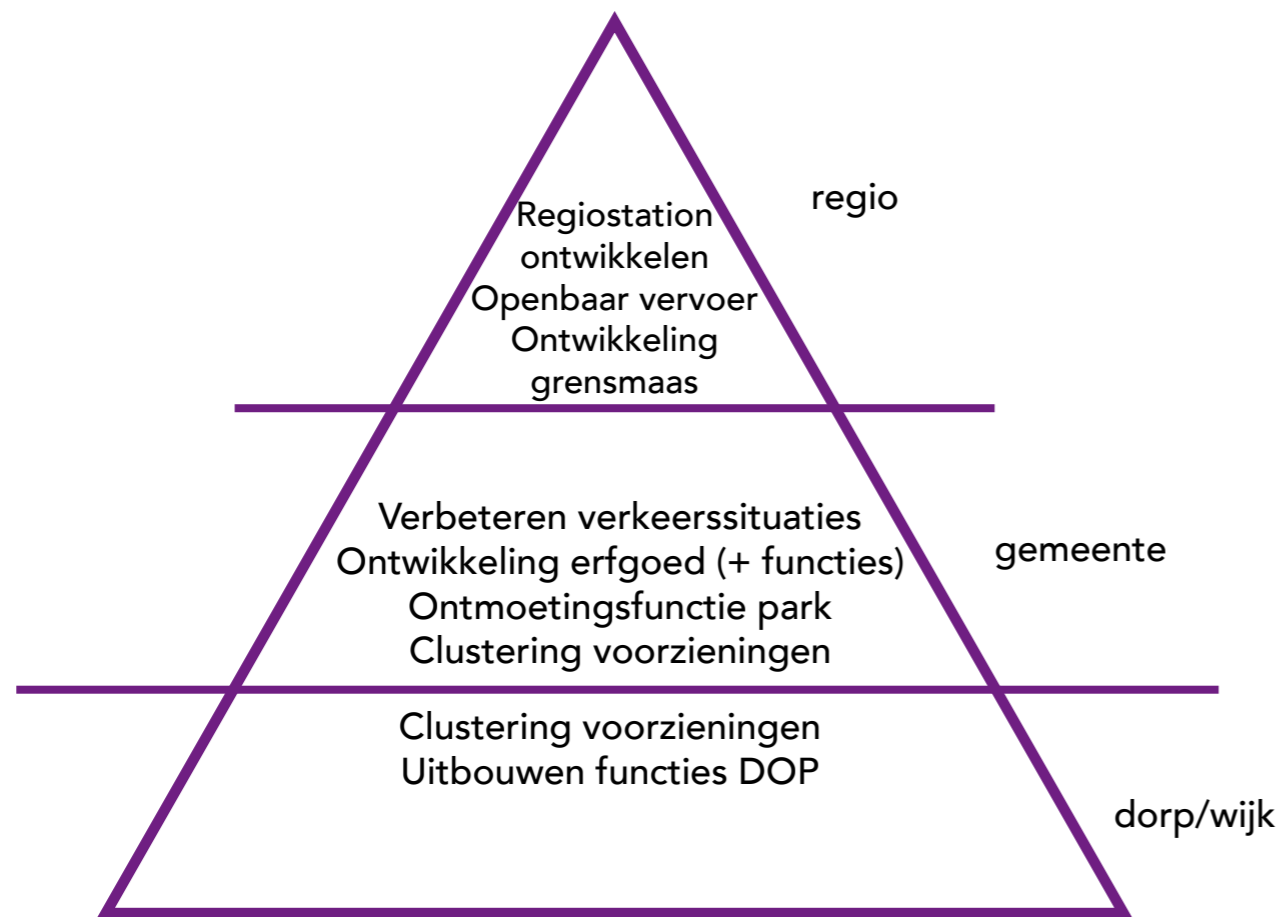 regio
Regiostation
ontwikkelen
Openbaar vervoer
Ontwikkeling
grensmaas
Verbeteren verkeerssituaties
Ontwikkeling erfgoed (+ functies)
gemeente
Ontmoetingsfunctie park
Clustering voorzieningen
Clustering voorzieningen
Uitbouwen functies DOP
dorp/wijk